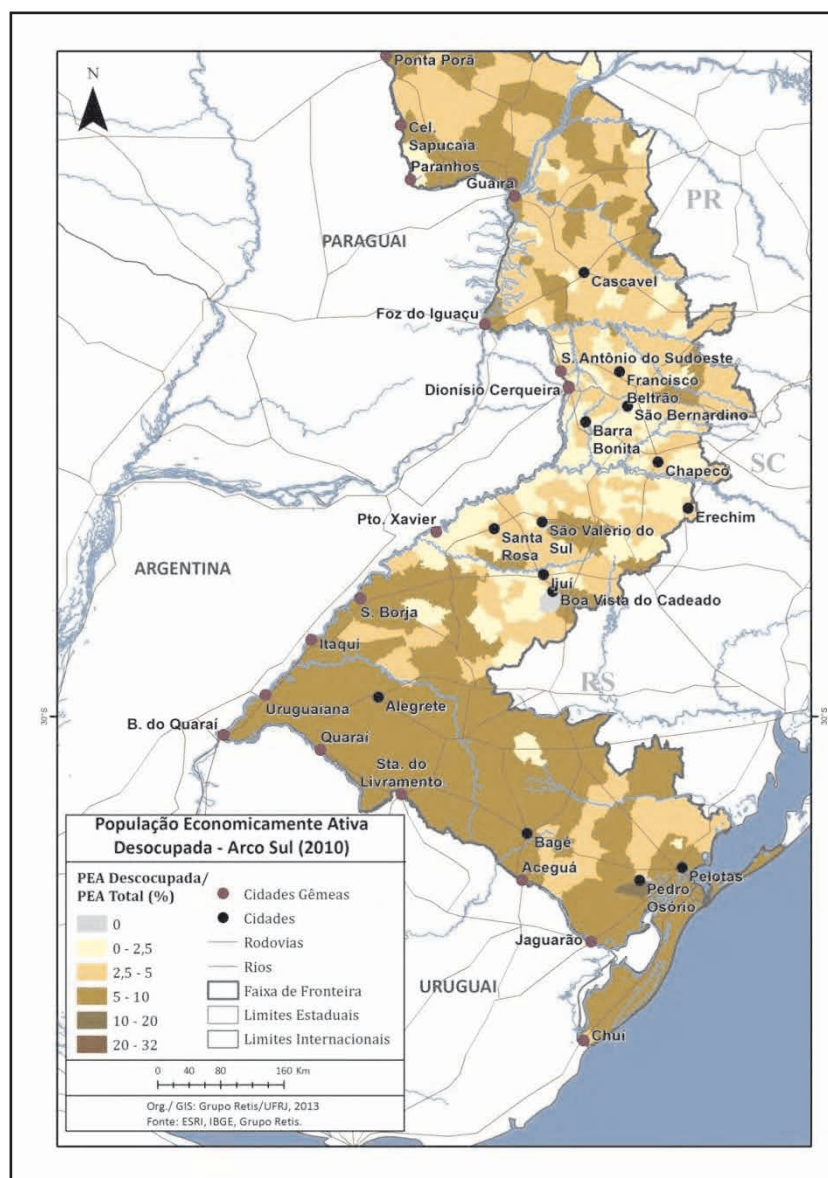 N
Ponta Porã
Cel.
Sapucaia
Paranhos
Guaíra
PR
PARAGUAI
Cascavel
Foz do Iguaçu
S. Antônio do Sudoeste
Dionísio Cerqueira
Francisco
Beltrão
São Bernardino
Barra
Bonita
Chapecó
SC
Pto. Xavier
Erechim
Santa
Rosa
São Valério do
Sul
ARGENTINA
Ijuí
Boa Vista do Cadeado
S. Borja
Itaqui
RS
Uruguaiana
Alegrete
30°S
30°S
B. do Quaraí
Quaraí
Sta. do
Livramento
Bagé
Aceguá
Pelotas
Pedro
Osório
Jaguarão
URUGUAI
Chuí
População Economicamente Ativa
Desocupada - Arco Sul (2010)
PEA Descocupada/
PEA Total (%)
0
0 - 2,5
2,5 - 5
5 - 10
10 - 20
20 - 32
Cidades Gêmeas
Cidades
Rodovias
Rios
Faixa de Fronteira
Limites Estaduais
Limites Internacionais
0 40 80 160 Km
Org./ GIS: Grupo Retis/UFRJ, 2013
Fonte: ESRI, IBGE, Grupo Retis.